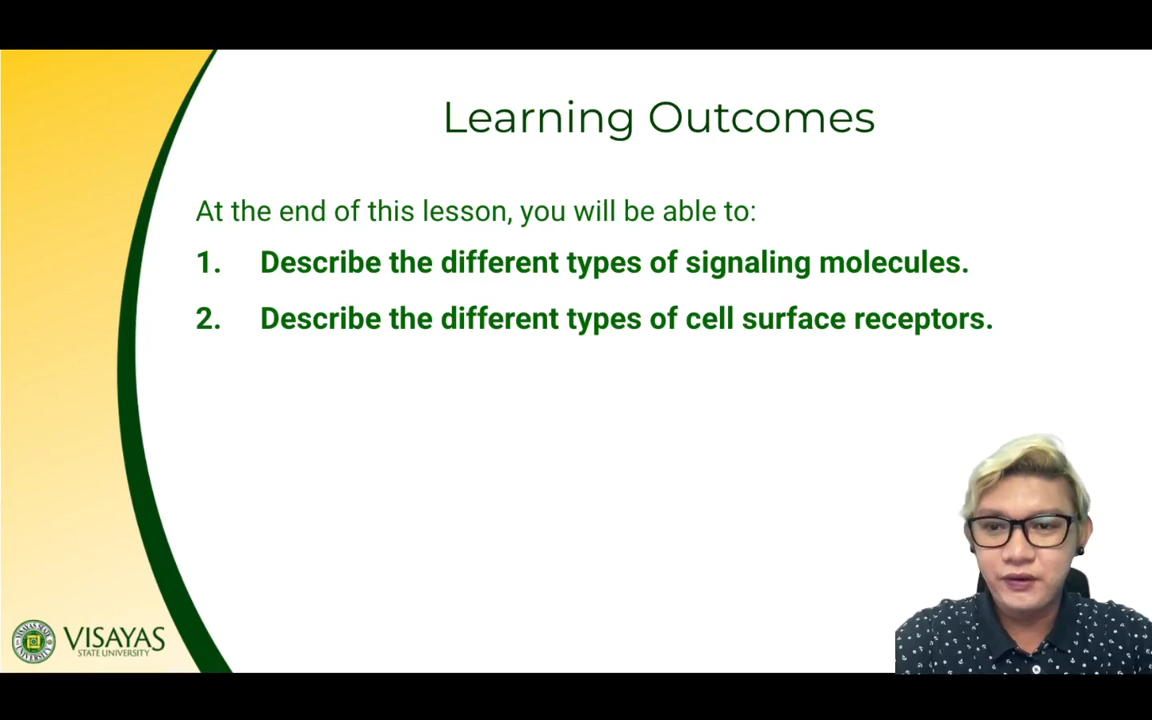 Learning Outcomes
At the end of this lesson, you will be able to:
1. Describe the different types of signaling molecules.
2. Describe the different types of cell surface receptors.
VISAYAS
STATE UNIVERSITY